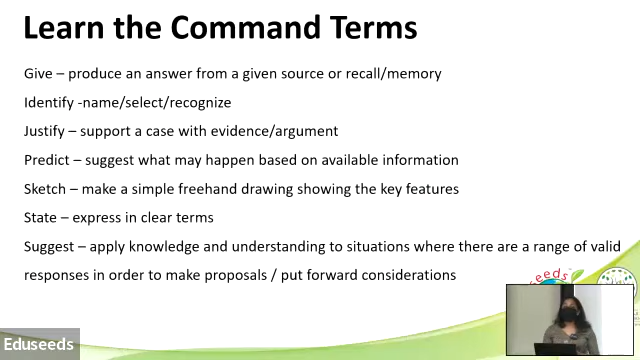 Learn the Command Terms
Give – produce an answer from a given source or recall/memory
Identify -name/select/recognize
Justify – support a case with evidence/argument
Predict – suggest what may happen based on available information
Sketch – make a simple freehand drawing showing the key features
State – express in clear terms
Suggest – apply knowledge and understanding to situations where there are a range of valid
responses in order to make proposals / put forward considerations
Eduseeds